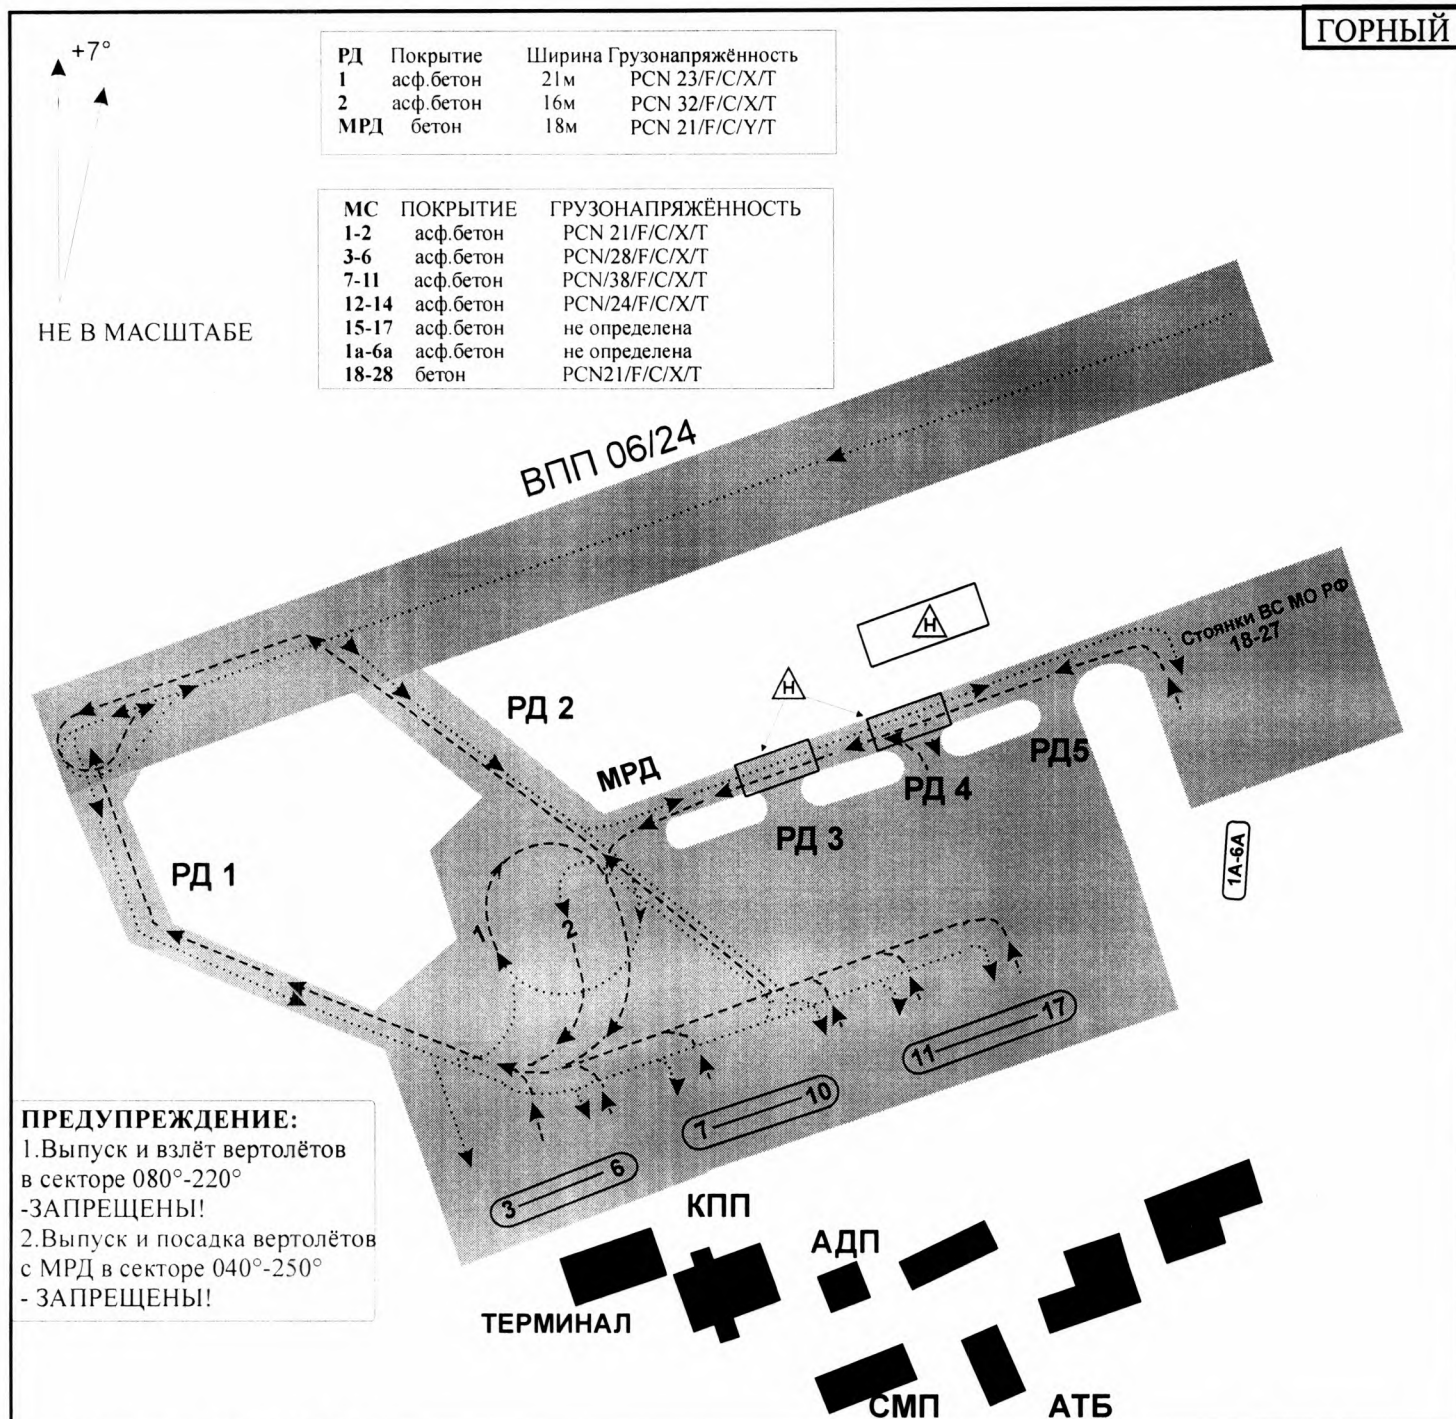 ГОРНЫЙ
+7°
РД Покрытие Ширина Грузонапряжённость
1 асф.бетон 21м PCN 23/F/C/X/T
2 асф.бетон 16м PCN 32/F/C/X/T
МРД бетон 18м PCN 21/F/C/Y/T
МС ПОКРЫТИЕ ГРУЗОНАПРЯЖЁННОСТЬ
1-2 асф.бетон PCN 21/F/C/X/T
3-6 асф.бетон PCN/28/F/C/X/T
7-11 асф.бетон PCN/38/F/C/X/T
12-14 асф.бетон PCN/24/F/C/X/T
15-17 асф.бетон не определена
1а-6а асф.бетон не определена
18-28 бетон PCN21/F/C/X/T
НЕ В МАСШТАБЕ
ВПП 06/24
Стоянки ВС МО РФ
18-27
H
H
РД 2
МРД
РД5
РД 4
РД 3
1А-6А
РД 1
1
2
11 17
7 10
3 6
ПРЕДУПРЕЖДЕНИЕ:
1.Выпуск и взлёт вертолётов
в секторе 080°-220°
-ЗАПРЕЩЕНЫ!
2.Выпуск и посадка вертолётов
с МРД в секторе 040°-250°
- ЗАПРЕЩЕНЫ!
КПП
АДП
ТЕРМИНАЛ
СМП
АТБ